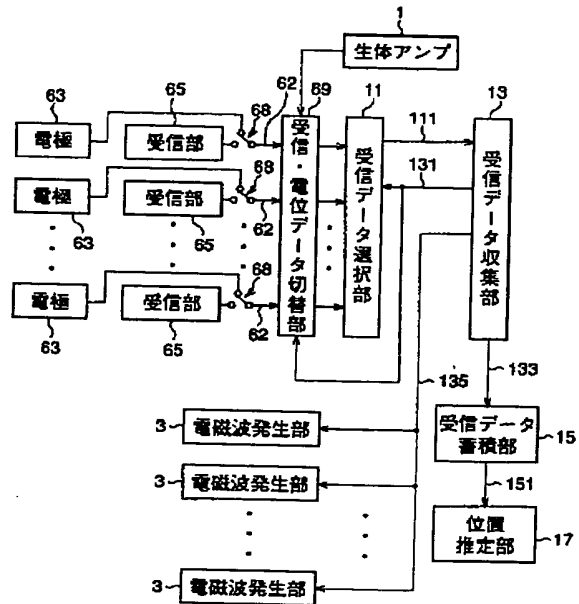 1
生体アンプ
63
65
62
69
11
13
68
111
電極
受信部
受信・電位データ切替部
受信データ選択部
受信データ収集部
131
電極
受信部
68
62
63
65
68
電極
受信部
62
63
65
135
133
3
電磁波発生部
受信データ
蓄積部
15
3
電磁波発生部
151
位置
推定部
17
3
電磁波発生部